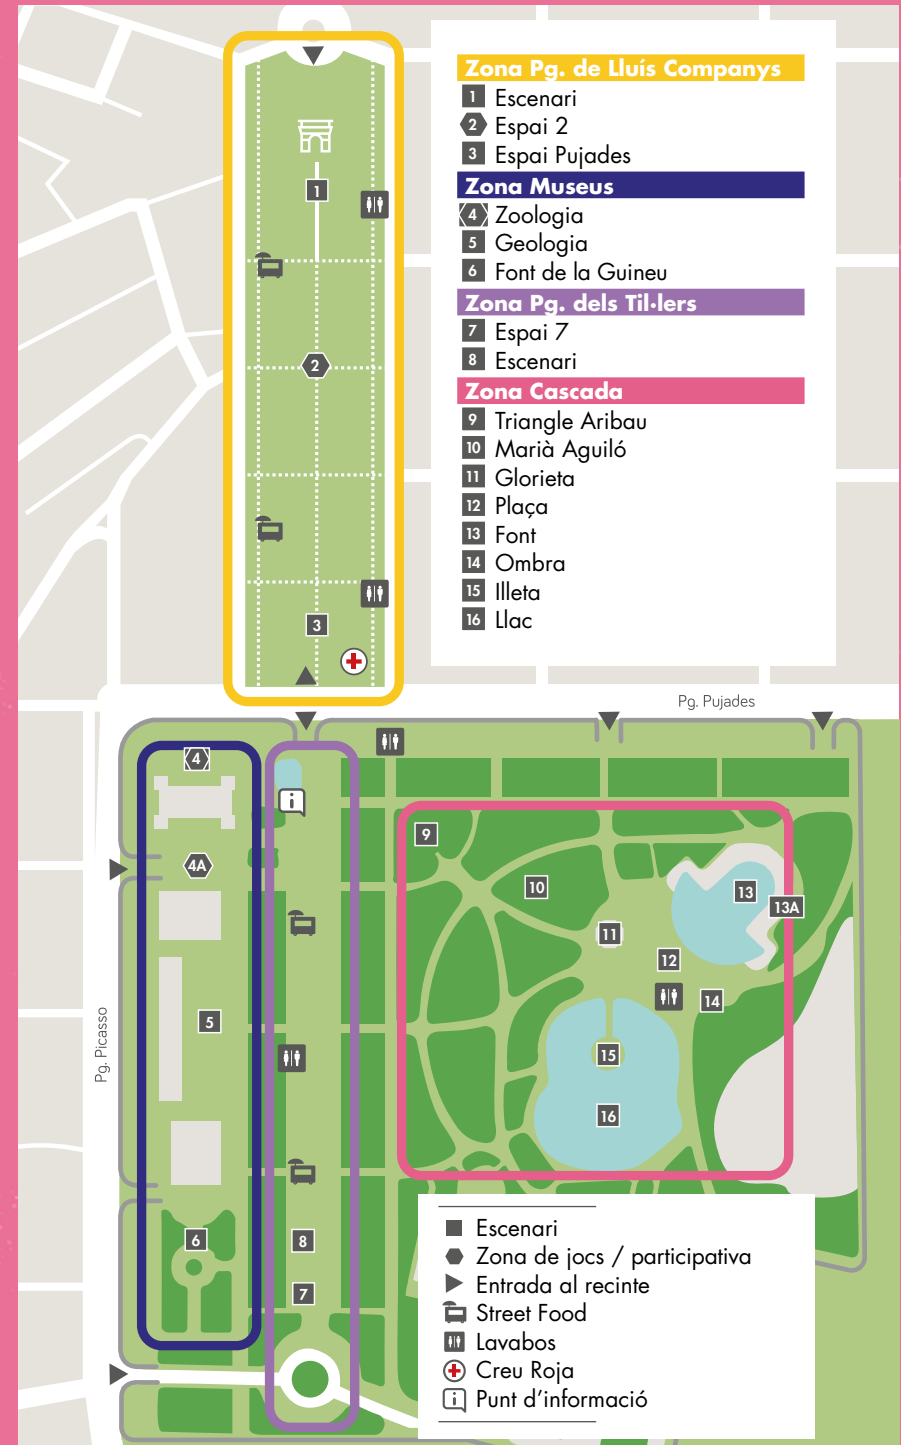 Zona Pg. de Lluís Companys
1 Escenari
2 Espai 2
3 Espai Pujades
Zona Museus
4 Zoologia
5 Geologia
6 Font de la Guineu
Zona Pg. dels Til·lers
7 Espai 7
8 Escenari
Zona Cascada
9 Triangle Aribau
10 Marià Aguiló
11 Glorieta
12 Plaça
13 Font
14 Ombra
15 Illeta
16 Llac
1
2
3
Pg. Pujades
4
i
9
4A
10
13
13A
11
12
14
5
Pg. Picasso
15
16
6
8
7
Escenari
Zona de jocs / participativa
Entrada al recinte
Street Food
Lavabos
Creu Roja
i Punt d'informació